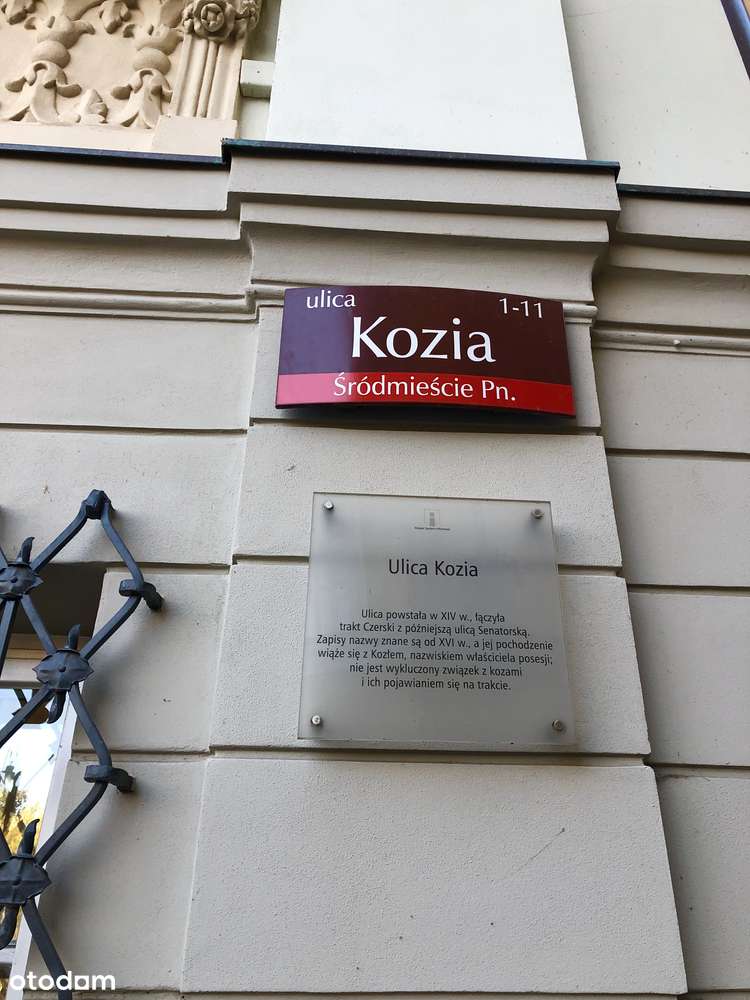 ulica 1-11
Kozia
Śródmieście Pn.
Ulica Kozia
Ulica powstała w XIV w., łączyła
trakt Czerski z późniejszą ulicą Senatorską.
Zapisy nazwy znane są od XVI w., a jej pochodzenie
wiąże się z Kozłem, nazwiskiem właściciela posesji;
nie jest wykluczony związek z kozami
i ich pojawianiem się na trakcie.
otodom